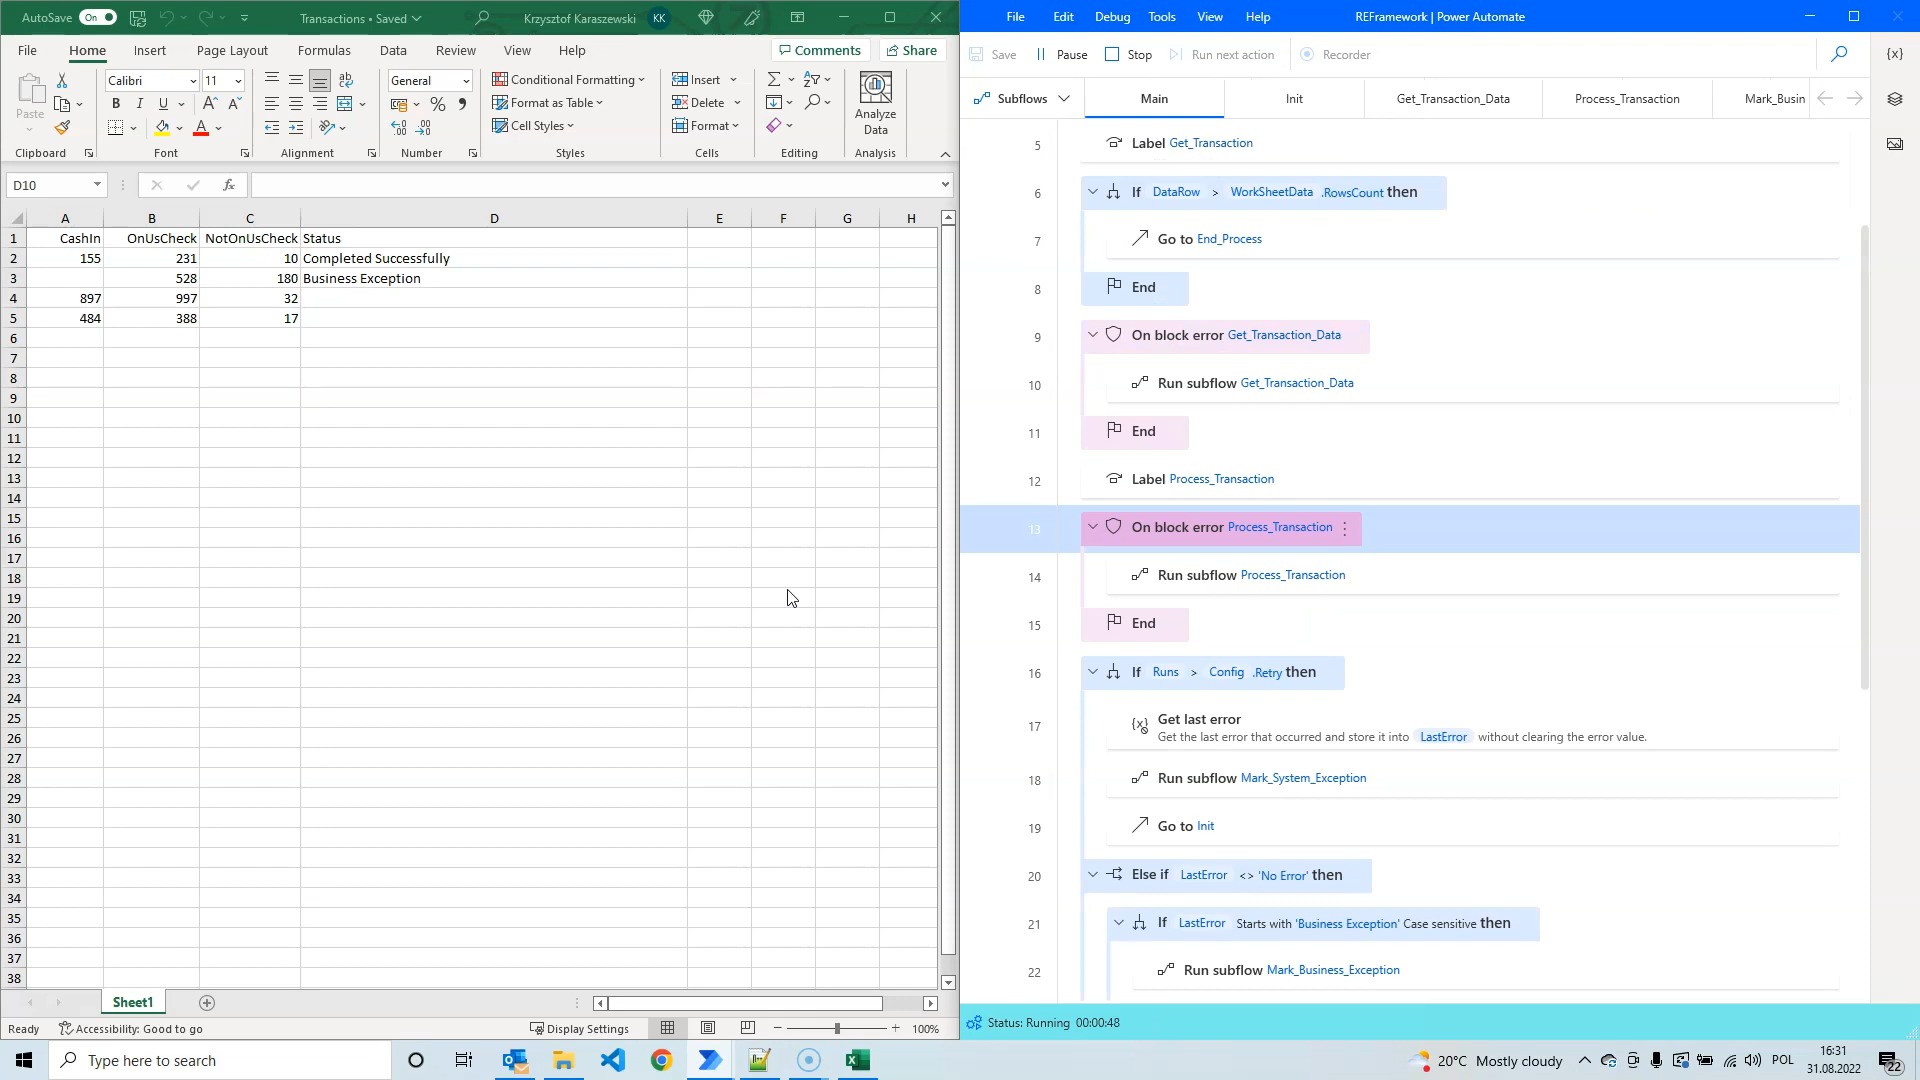 AutoSave On Transactions • Saved Krzysztof Karaszewski KK
File Home Insert Page Layout Formulas Data Review View Help Comments Share
Paste
Calibri 11
B I U A A
ab
General
% 9
Conditional Formatting
Format as Table
Cell Styles
Insert
Delete
Format
Analyze
Data
Clipboard Font Alignment Number Styles Cells Editing Analysis
D10 fx
A B C D E F G H
1 CashIn OnUsCheck NotOnUsCheck Status
2 155 231 10 Completed Successfully
3 528 180 Business Exception
4 897 997 32
5 484 388 17
6
7
8
9
10
11
12
13
14
15
16
17
18
19
20
21
22
23
24
25
26
27
28
29
30
31
32
33
34
35
36
37
38
Sheet1
Ready Accessibility: Good to go Display Settings 100%
File Edit Debug Tools View Help REFramework | Power Automate
Save Pause Stop Run next action Recorder {x}
Subflows Main Init Get_Transaction_Data Process_Transaction Mark_Busin
5 Label Get_Transaction
6 If DataRow > WorkSheetData .RowsCount then
7 Go to End_Process
8 End
9 On block error Get_Transaction_Data
10 Run subflow Get_Transaction_Data
11 End
12 Label Process_Transaction
13 On block error Process_Transaction
14 Run subflow Process_Transaction
15 End
16 If Runs > Config .Retry then
17 Get last error
Get the last error that occurred and store it into LastError without clearing the error value.
18 Run subflow Mark_System_Exception
19 Go to Init
20 Else if LastError <> 'No Error' then
21 If LastError Starts with 'Business Exception' Case sensitive then
22 Run subflow Mark_Business_Exception
Status: Running 00:00:48
Type here to search
20°C Mostly cloudy POL 16:31
31.08.2022 22